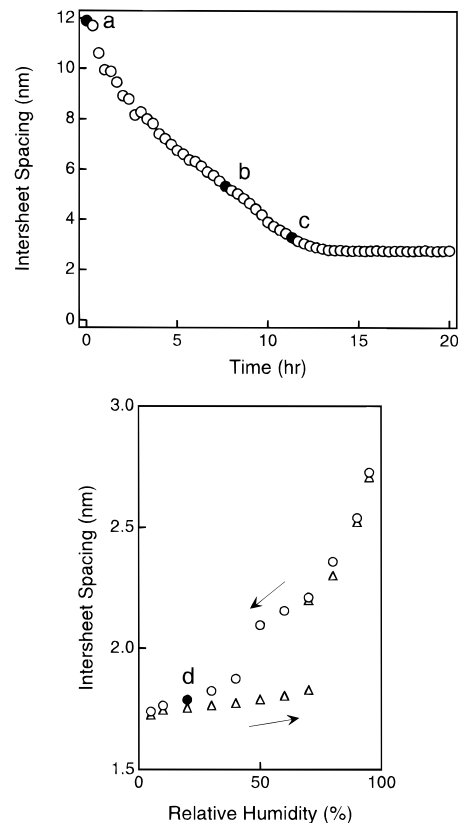 12
a
10
8
b
6
c
4
2
0
Intersheet Spacing (nm)
0 5 10 15 20
Time (hr)
3.0
2.5
2.0
d
1.5
Intersheet Spacing (nm)
0 50 100
Relative Humidity (%)